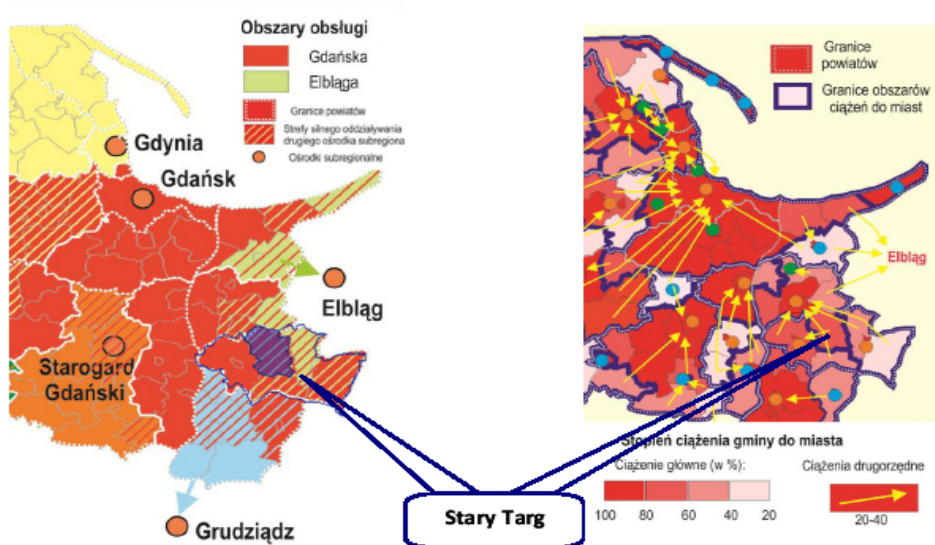 Obszary obsługi
Gdańska
Elbląga
Granice powiatów
Strefy silnego oddziaływania
drugiego ośrodka subregiona
Ośrodki subregionalne
Gdynia
Gdańsk
Elbląg
Starogard
Gdański
Grudziądz
Granice
powiatów
Granice obszarów
ciążeń do miast
Elbląg
Stopień ciążenia gminy do miasta
Ciążenie główne (w %):
100 80 60 40 20
Ciążenia drugorzędne
20-40
Stary Targ